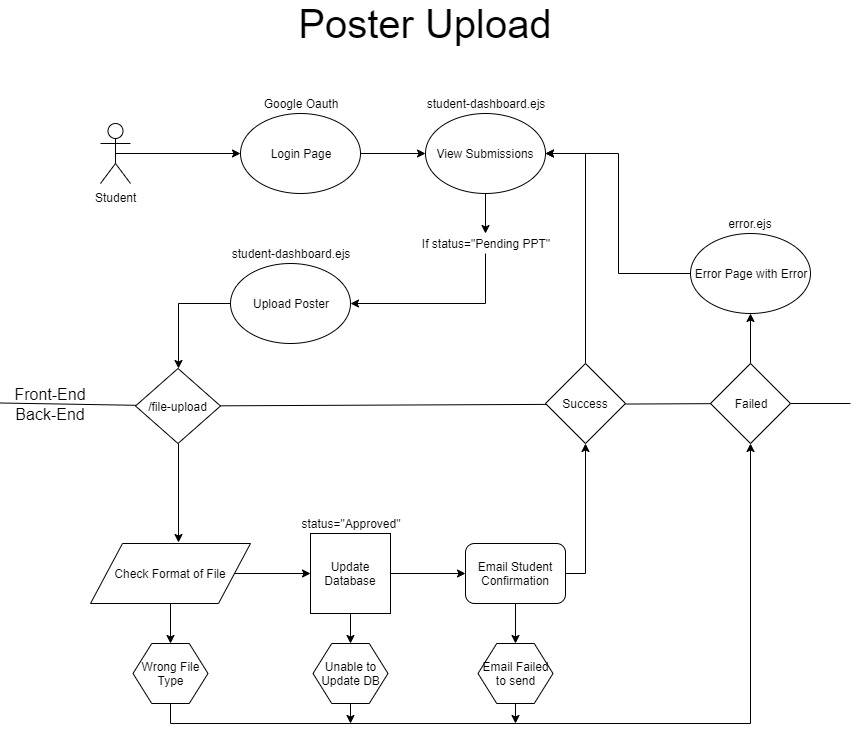 Poster Upload
Google Oauth
student-dashboard.ejs
Login Page
View Submissions
Student
error.ejs
If status="Pending PPT"
student-dashboard.ejs
Error Page with Error
Upload Poster
Front-End
/file-upload
Success
Failed
Back-End
status="Approved"
Check Format of File
Update
Database
Email Student
Confirmation
Wrong File
Type
Unable to
Update DB
Email Failed
to send